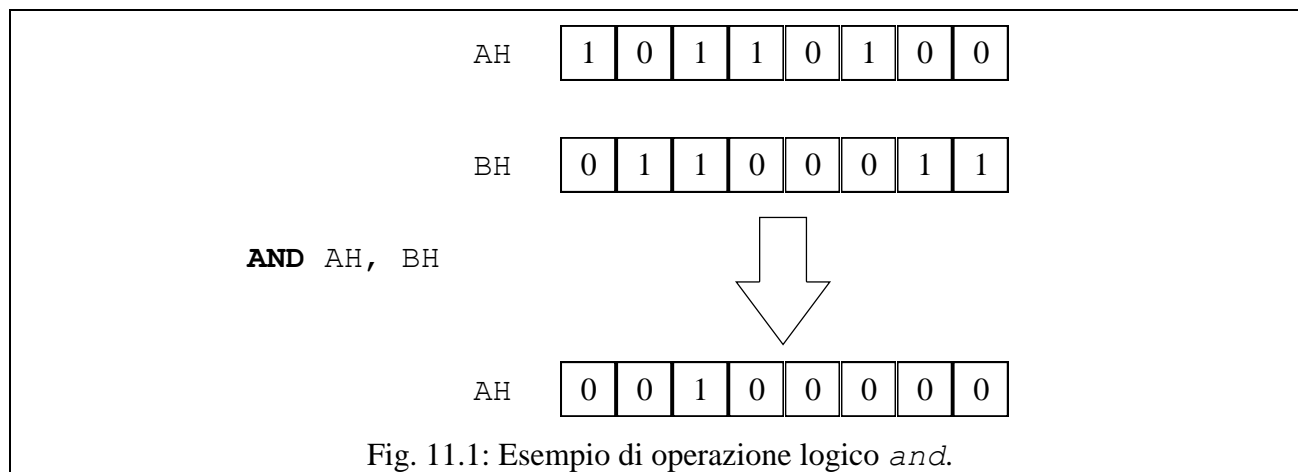 AH 1 0 1 1 0 1 0 0
BH 0 1 1 0 0 0 1 1
AND AH, BH
AH 0 0 1 0 0 0 0 0
Fig. 11.1: Esempio di operazione logico and.